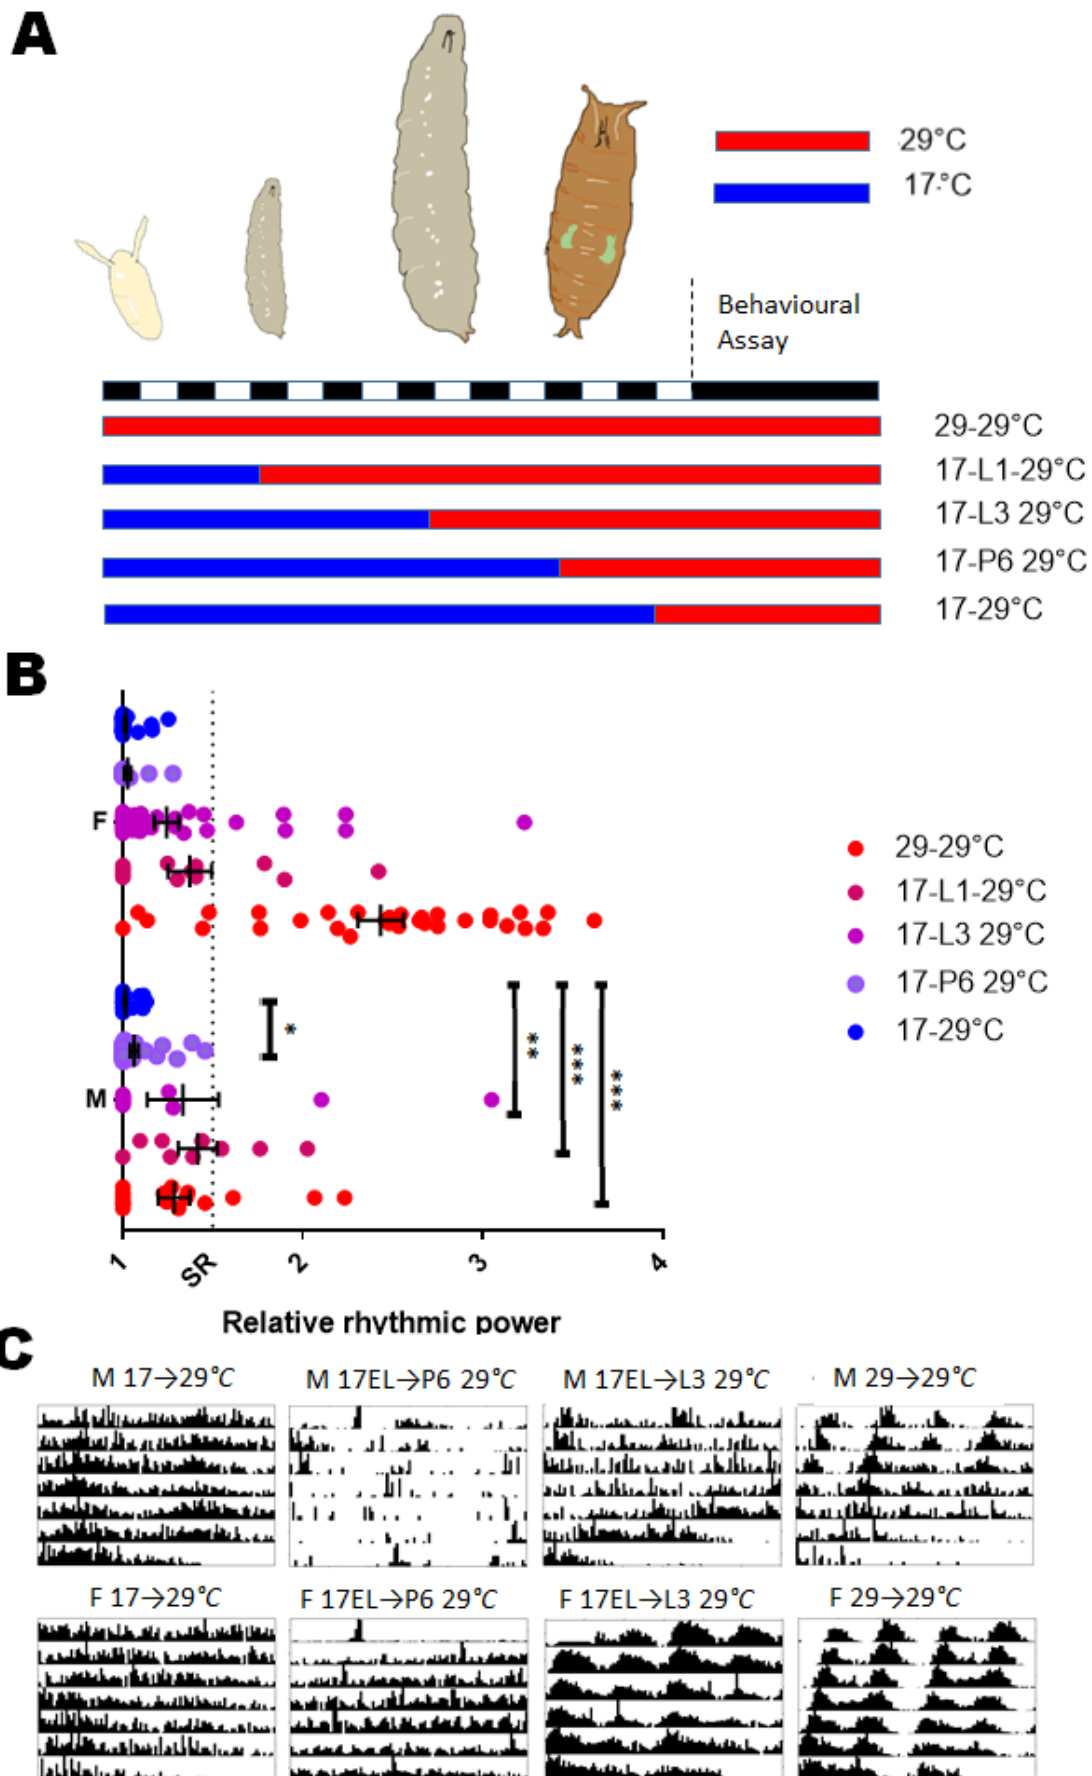 A
29°C
17°C
Behavioural
Assay
29-29°C
17-L1-29°C
17-L3 29°C
17-P6 29°C
17-29°C
B
F
M
*
**
***
***
1
SR
2
3
4
Relative rhythmic power
29-29°C
17-L1-29°C
17-L3 29°C
17-P6 29°C
17-29°C
C
M 17→29°C
M 17EL→P6 29°C
M 17EL→L3 29°C
M 29→29°C
F 17→29°C
F 17EL→P6 29°C
F 17EL→L3 29°C
F 29→29°C